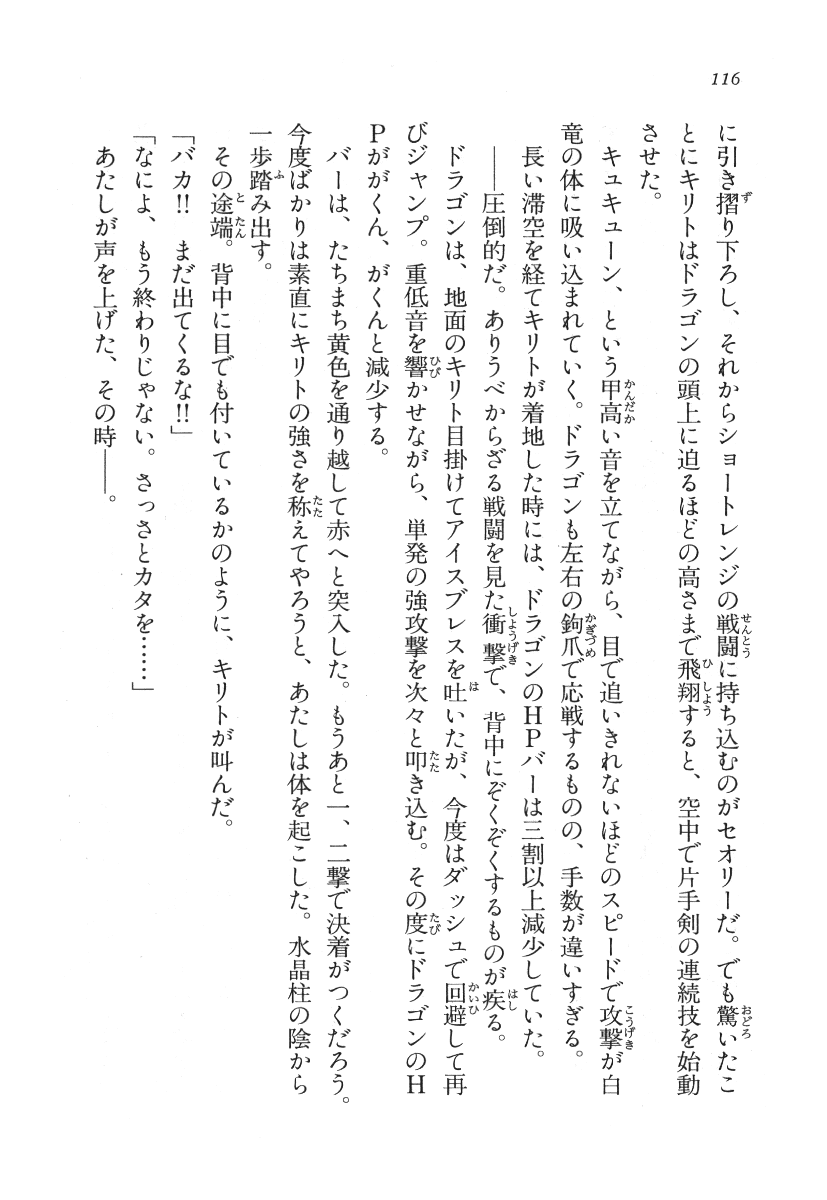 116
に引き摺り下ろし、それからショートレンジの戦闘に持ち込むのがセオリーだ。でも驚いたこ
とにキリトはドラゴンの頭上に迫るほどの高さまで飛翔すると、空中で片手剣の連続技を始動
させた。
キュキューン、という甲高い音を立てながら、目で追いきれないほどのスピードで攻撃が白
竜の体に吸い込まれていく。ドラゴンも左右の鉤爪で応戦するものの、手数が違いすぎる。
長い滞空を経てキリトが着地した時には、ドラゴンのHPバーは三割以上減少していた。
――圧倒的だ。ありうべからざる戦闘を見た衝撃で、背中にぞくぞくするものが疾る。
ドラゴンは、地面のキリト目掛けてアイスブレスを吐いたが、今度はダッシュで回避して再
びジャンプ。重低音を響かせながら、単発の強攻撃を次々と叩き込む。その度にドラゴンのH
Pががくん、がくんと減少する。
バーは、たちまち黄色を通り越して赤へと突入した。もうあと一、二撃で決着がつくだろう。
今度ばかりは素直にキリトの強さを称えてやろうと、あたしは体を起こした。水晶柱の陰から
一歩踏み出す。
その途端。背中に目でも付いているかのように、キリトが叫んだ。
「バカ!!　まだ出てくるな!!」
「なによ、もう終わりじゃない。さっさとカタを……」
あたしが声を上げた、その時――。